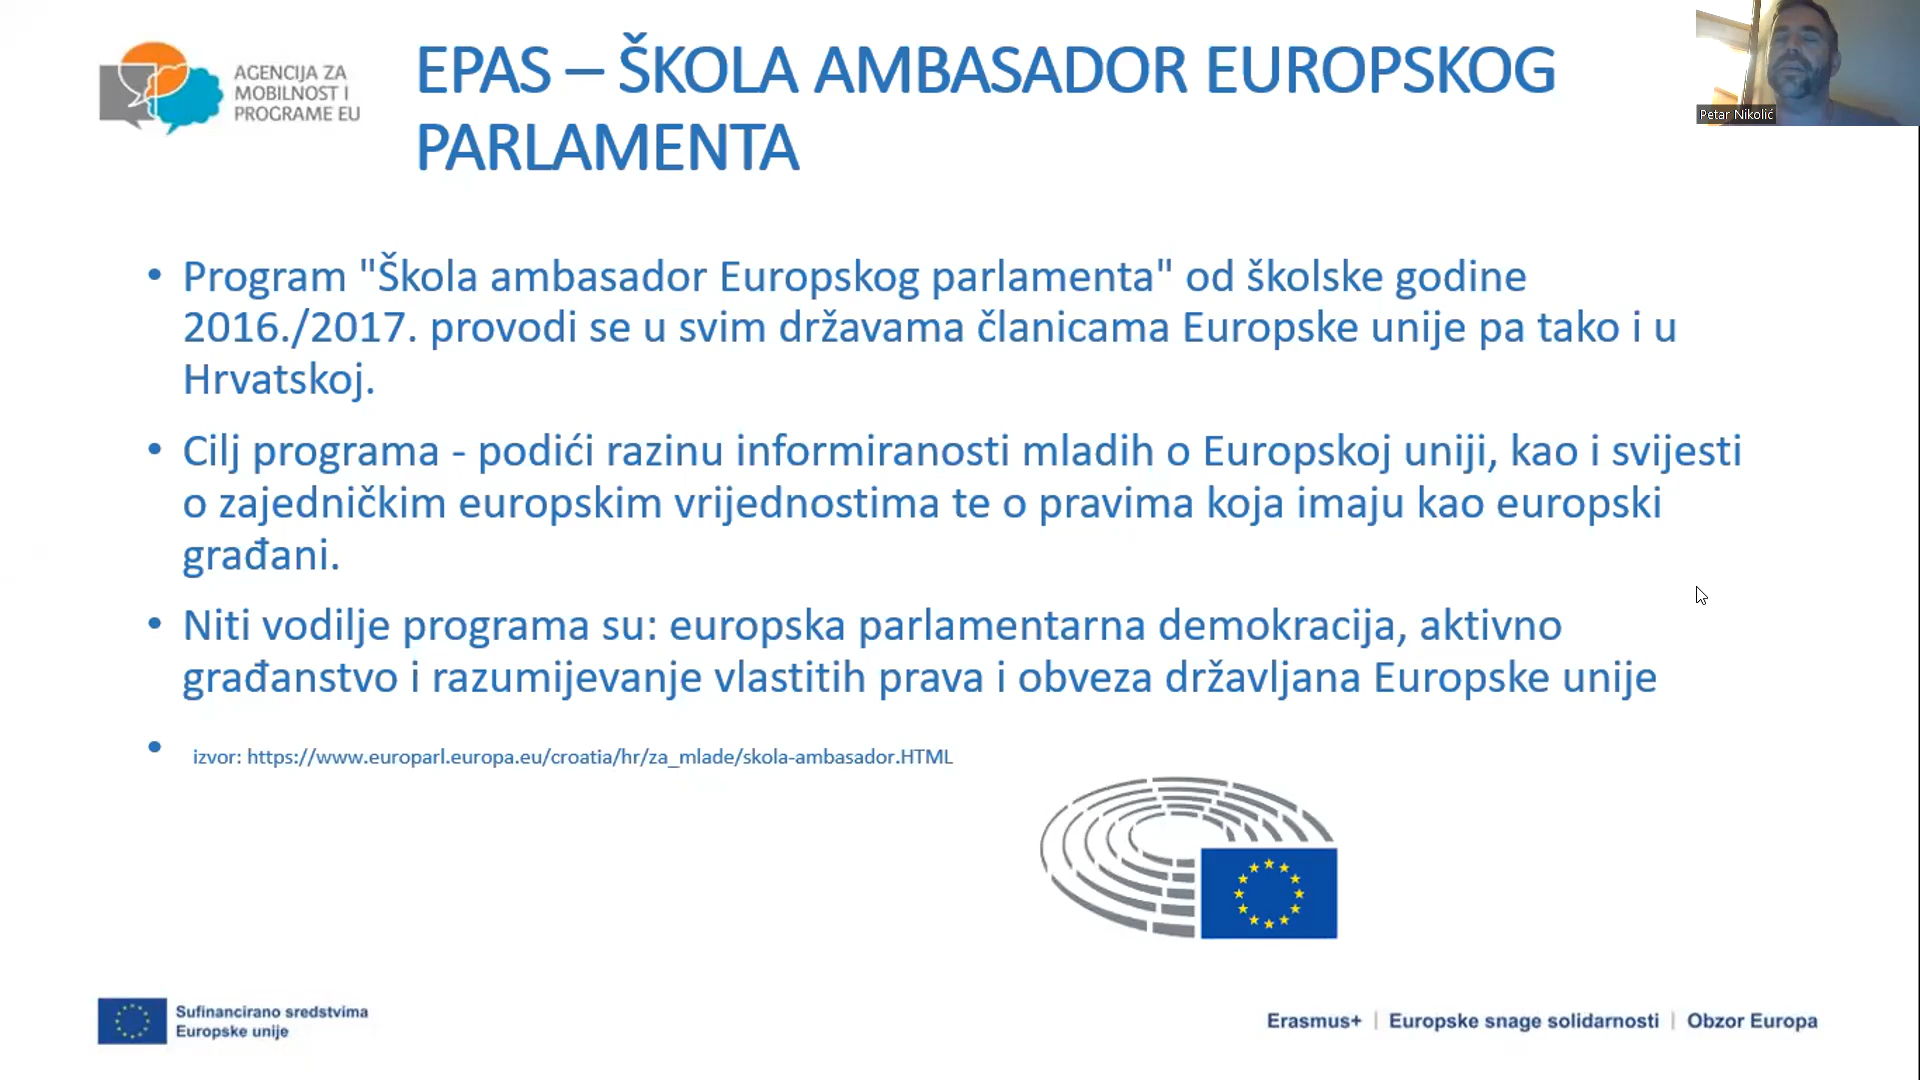 AGENCIJA ZA
MOBILNOST I
PROGRAME EU
EPAS – ŠKOLA AMBASADOR EUROPSKOG
PARLAMENTA
Petar Nikolić
• Program "Škola ambasador Europskog parlamenta" od školske godine
2016./2017. provodi se u svim državama članicama Europske unije pa tako i u
Hrvatskoj.
• Cilj programa - podići razinu informiranosti mladih o Europskoj uniji, kao i svijesti
o zajedničkim europskim vrijednostima te o pravima koja imaju kao europski
građani.
• Niti vodilje programa su: europska parlamentarna demokracija, aktivno
građanstvo i razumijevanje vlastitih prava i obveza državljana Europske unije
• izvor: https://www.europarl.europa.eu/croatia/hr/za_mlade/skola-ambasador.HTML
Sufinancirano sredstvima
Europske unije
Erasmus+ | Europske snage solidarnosti | Obzor Europa